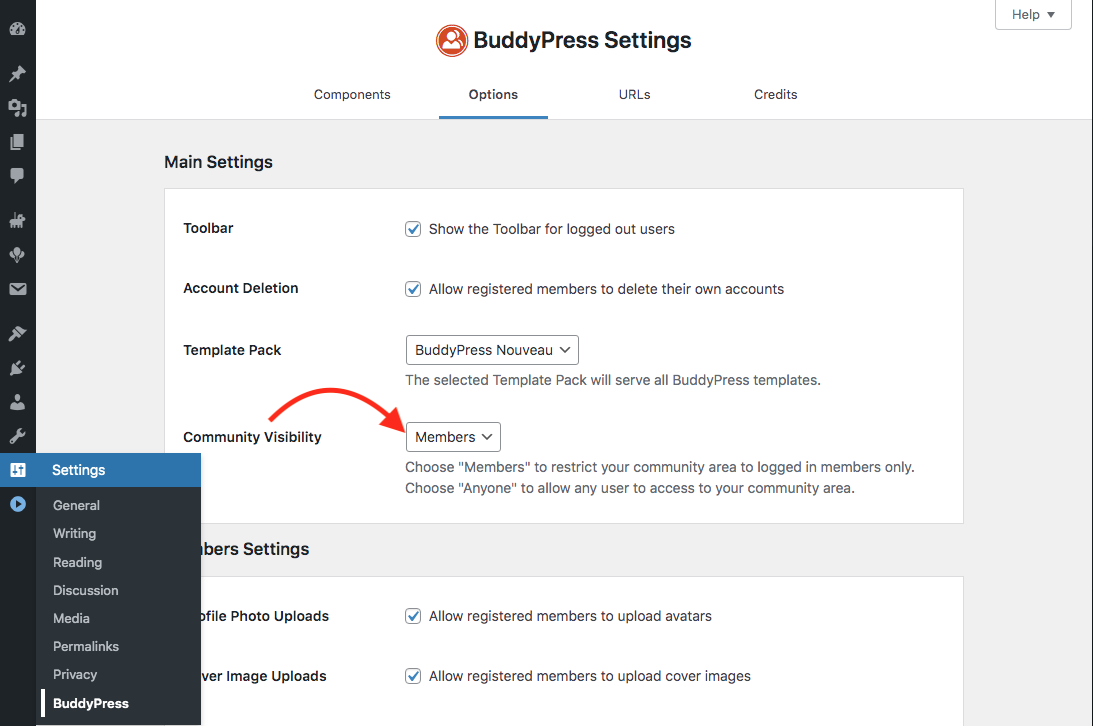 Help ▼
BuddyPress Settings
Components
Options
URLs
Credits
Main Settings
Toolbar
Show the Toolbar for logged out users
Account Deletion
Allow registered members to delete their own accounts
Template Pack
BuddyPress Nouveau
The selected Template Pack will serve all BuddyPress templates.
Community Visibility
Members
Choose "Members" to restrict your community area to logged in members only.
Choose "Anyone" to allow any user to access to your community area.
Settings
General
Writing
Reading
Discussion
Media
Permalinks
Privacy
BuddyPress
bers Settings
ofile Photo Uploads
Allow registered members to upload avatars
ver Image Uploads
Allow registered members to upload cover images